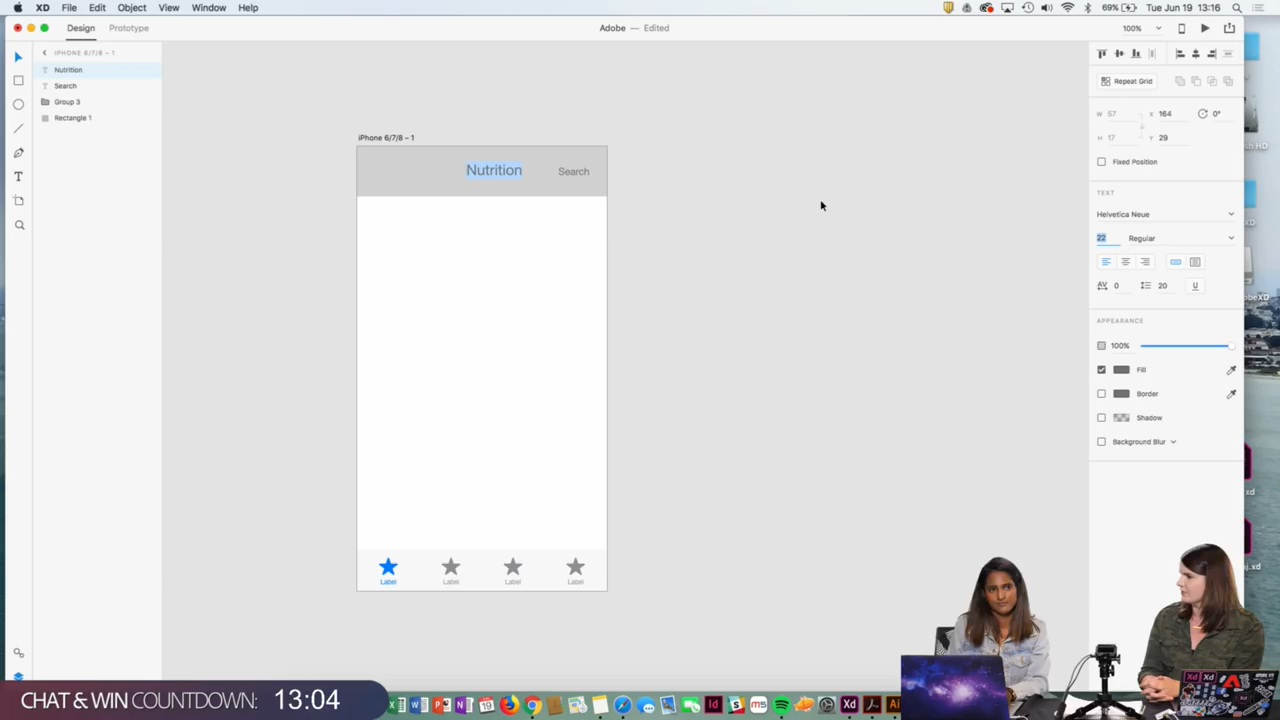 XD File Edit Object View Window Help
69% Tue Jun 19 13:16
Design Prototype
Adobe — Edited
100%
IPHONE 6/7/8 – 1
Nutrition
Search
Group 3
Rectangle 1
iPhone 6/7/8 – 1
Nutrition
Search
Label
Label
Label
Label
Repeat Grid
W 57 X 164 0°
H 17 Y 29
Fixed Position
TEXT
Helvetica Neue
22 Regular
AV 0 20 U
APPEARANCE
100%
Fill
Border
Shadow
Background Blur
CHAT & WIN COUNTDOWN: 13:04